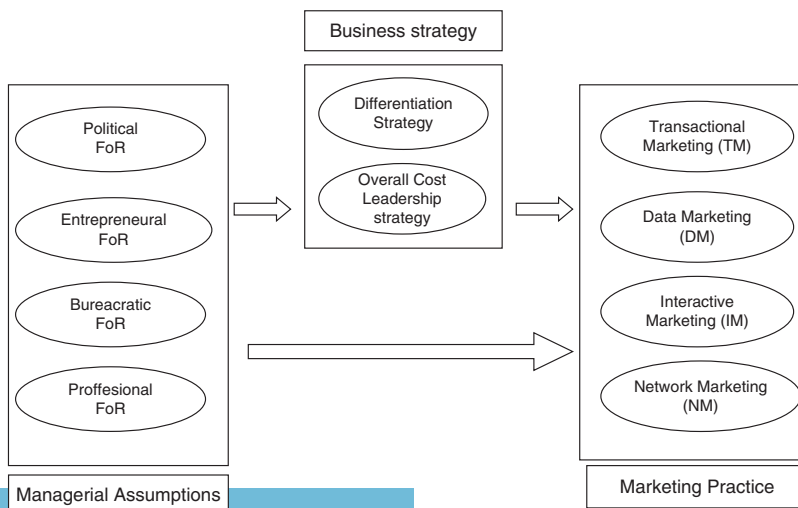 Business strategy
Political
FoR
Entrepreneural
FoR
Bureacratic
FoR
Proffesional
FoR
Managerial Assumptions
Differentiation
Strategy
Overall Cost
Leadership
strategy
Transactional
Marketing (TM)
Data Marketing
(DM)
Interactive
Marketing (IM)
Network Marketing
(NM)
Marketing Practice